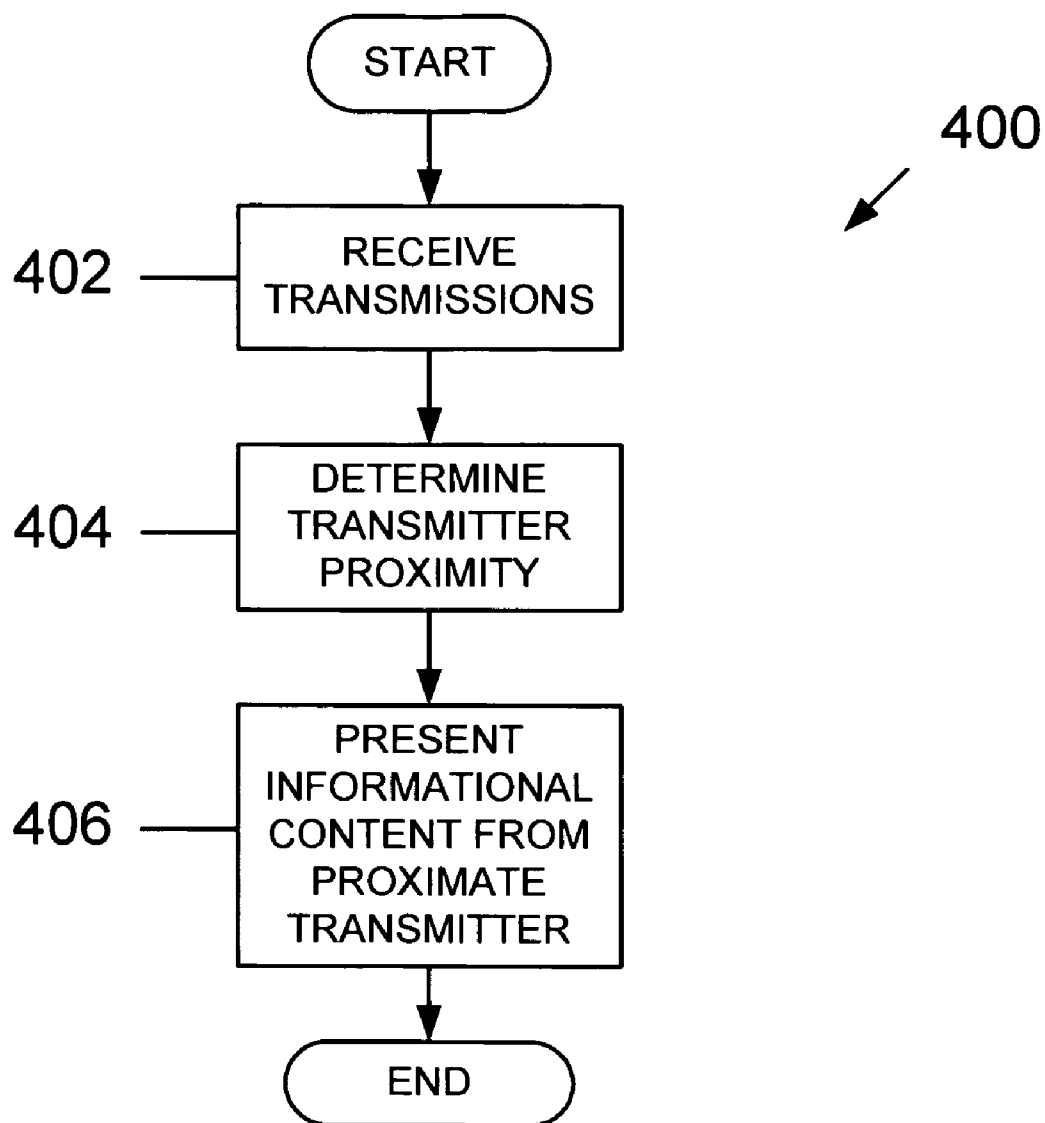 START
400
402
RECEIVE
TRANSMISSIONS
404
DETERMINE
TRANSMITTER
PROXIMITY
406
PRESENT
INFORMATIONAL
CONTENT FROM
PROXIMATE
TRANSMITTER
END